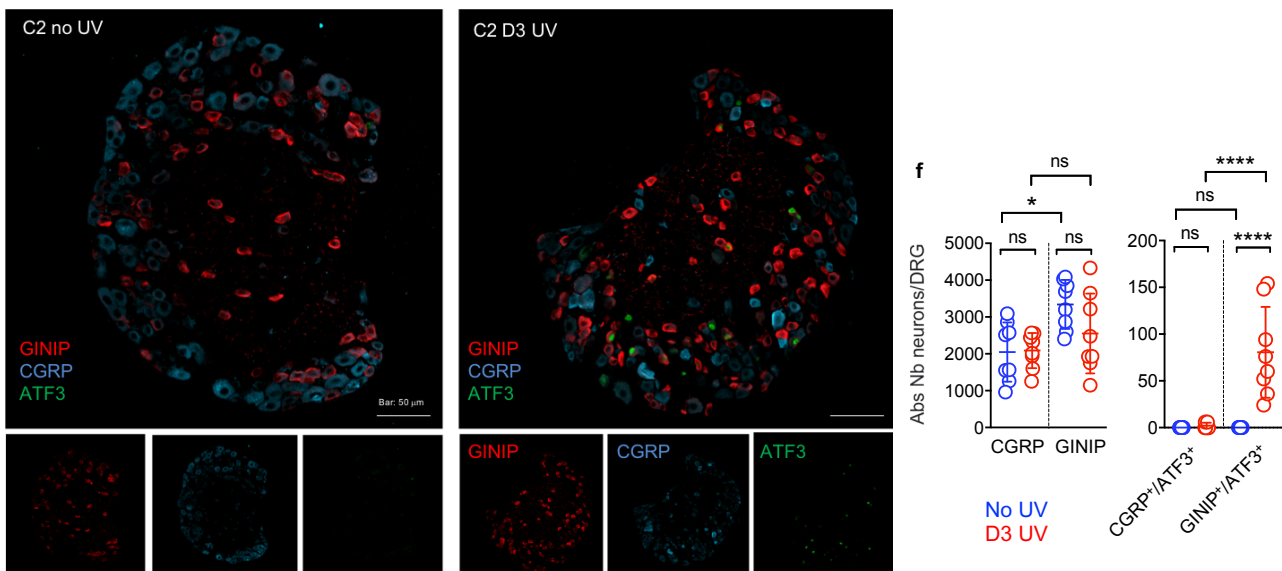 C2 no UV
GINIP
CGRP
ATF3
Bar: 50 μm
C2 D3 UV
GINIP
CGRP
ATF3
GINIP
CGRP
ATF3
f
ns
*
ns
ns
Abs Nb neurons/DRG
5000
4000
3000
2000
1000
0
CGRP
GINIP
****
ns
ns
****
200
150
100
50
0
CGRP⁺/ATF3⁺
GINIP⁺/ATF3⁺
No UV
D3 UV